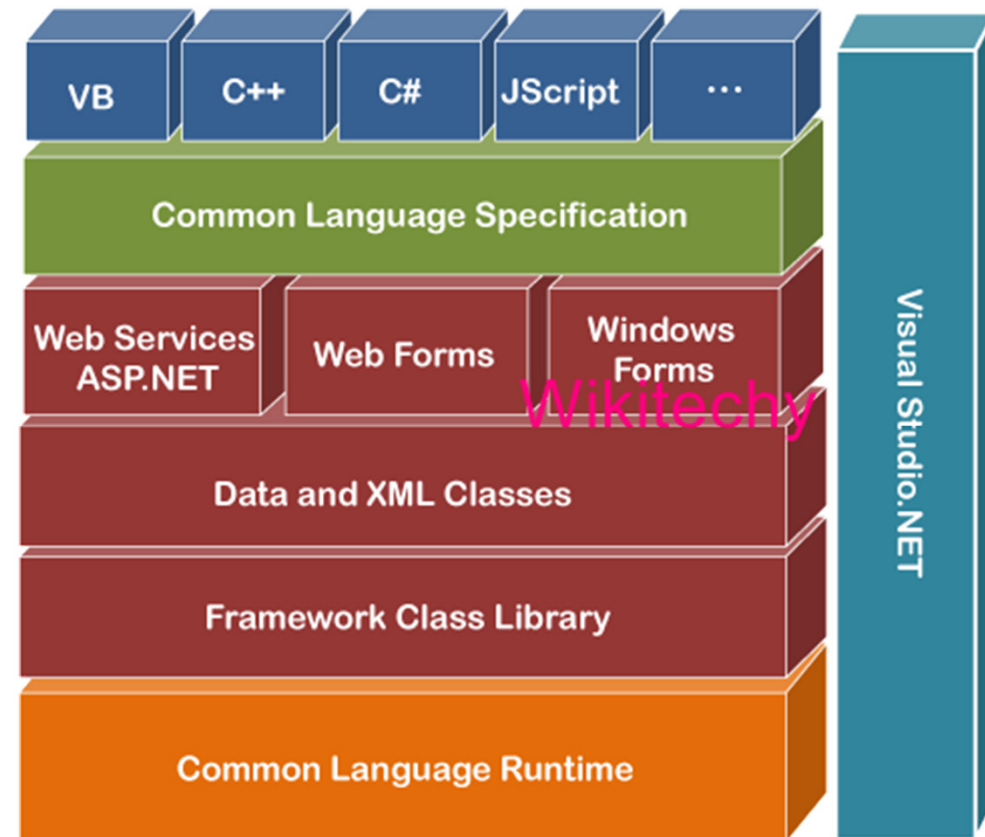 VB
C++
C#
JScript
...
Common Language Specification
Web Services
ASP.NET
Web Forms
Windows
Forms
Wikitechy
Data and XML Classes
Framework Class Library
Common Language Runtime
Visual Studio.NET